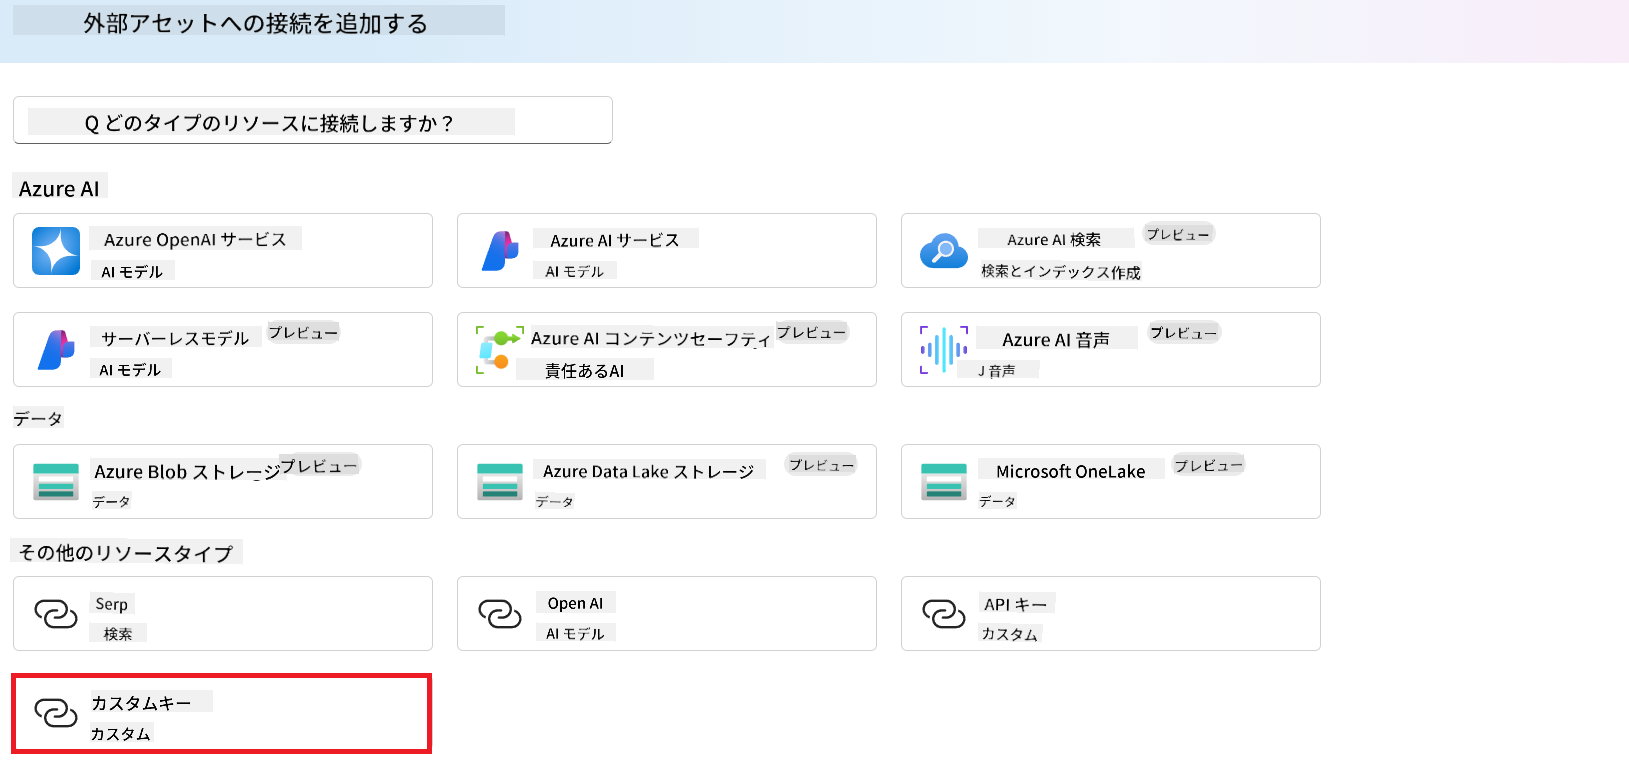 外部アセットへの接続を追加する
Q どのタイプのリソースに接続しますか？
Azure AI
Azure OpenAI サービス
AI モデル
Azure AI サービス
AI モデル
Azure AI 検索
プレビュー
検索とインデックス作成
サーバーレスモデル
プレビュー
AI モデル
Azure AI コンテンツセーフティ
プレビュー
責任あるAI
Azure AI 音声
プレビュー
J 音声
データ
Azure Blob ストレージ
プレビュー
データ
Azure Data Lake ストレージ
プレビュー
データ
Microsoft OneLake
プレビュー
データ
その他のリソースタイプ
Serp
検索
Open AI
AI モデル
API キー
カスタム
カスタムキー
カスタム